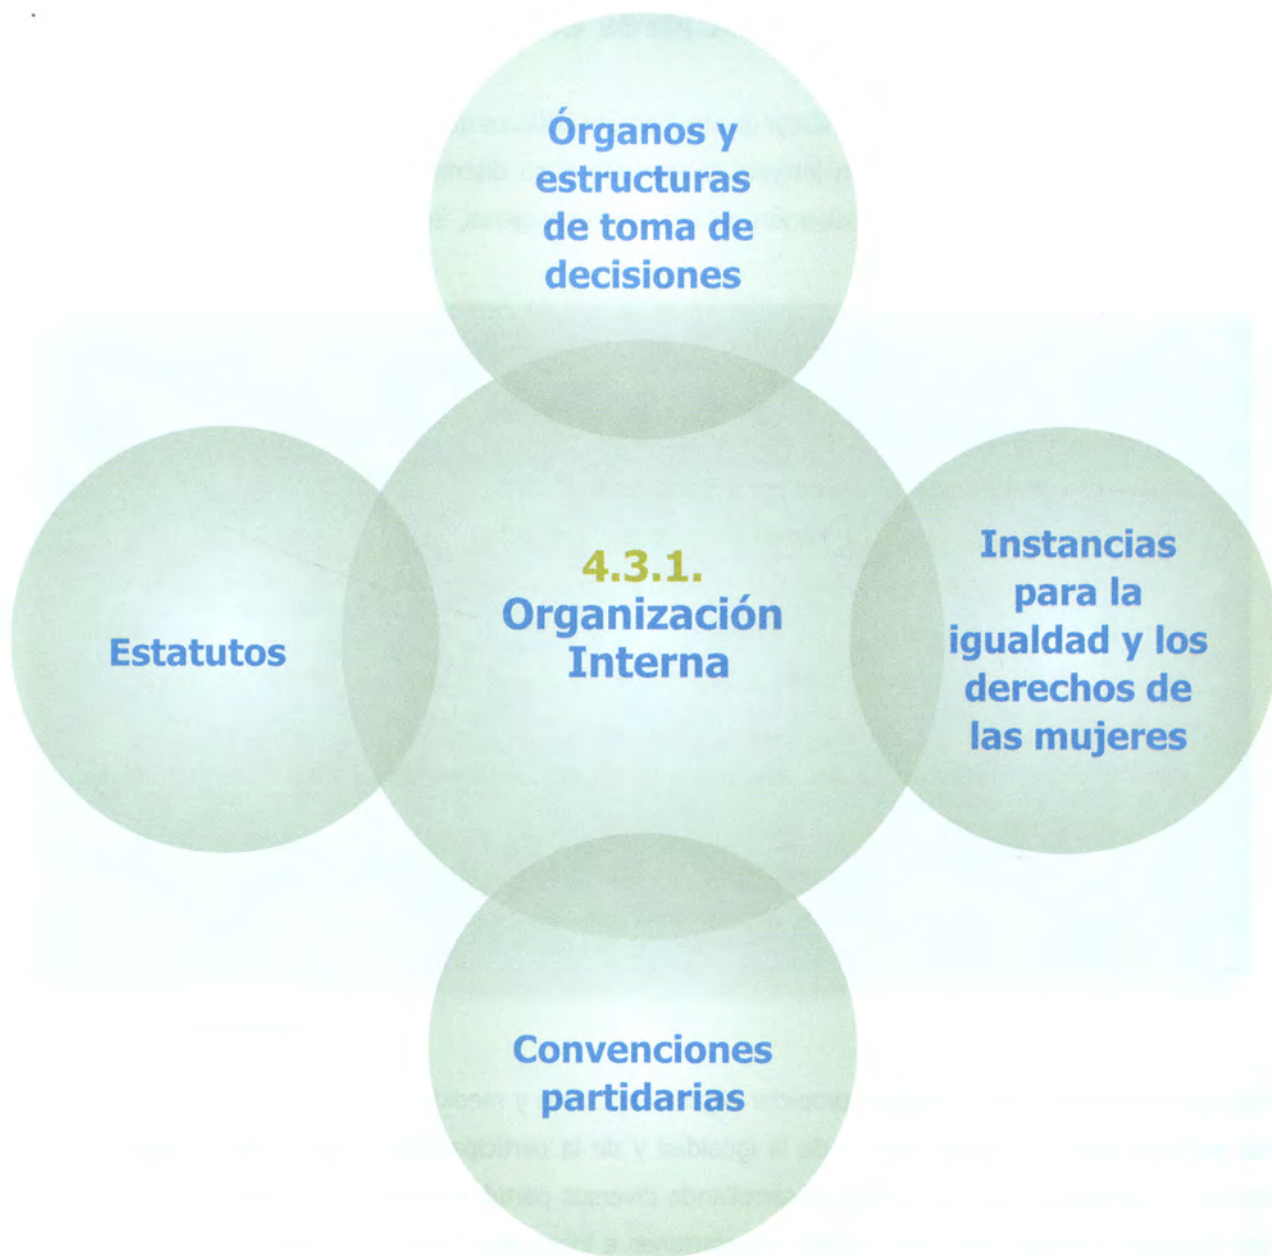 Órganos y
estructuras
de toma de
decisiones
4.3.1.
Organización
Interna
Estatutos
Instancias
para la
igualdad y los
derechos de
las mujeres
Convenciones
partidarias